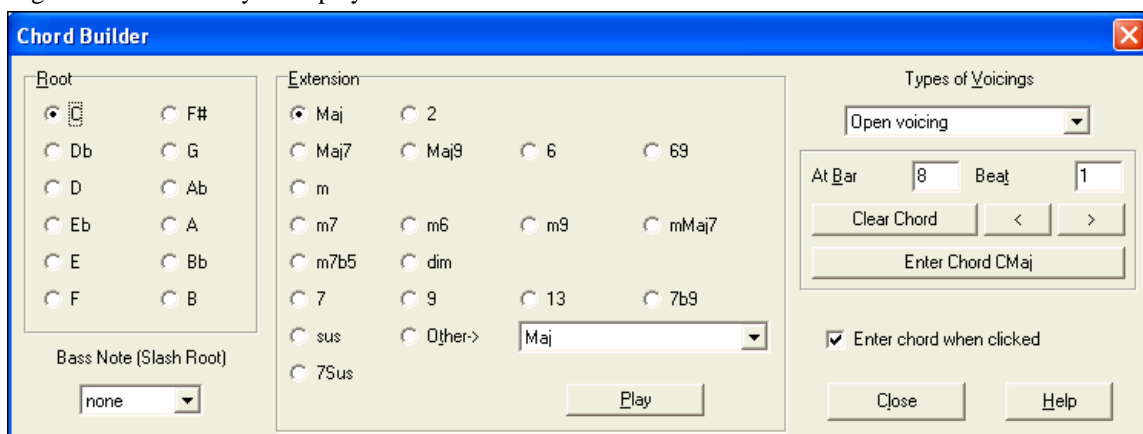 Chord Builder
Root
C F#
Db G
D Ab
Eb A
E Bb
F B
Bass Note (Slash Root)
none
Extension
Maj 2
Maj7 Maj9 6 69
m
m7 m6 m9 mMaj7
m7b5 dim
7 9 13 7b9
sus Other-> Maj
7Sus
Play
Types of Voicings
Open voicing
At Bar 8 Beat 1
Clear Chord < >
Enter Chord CMaj
Enter chord when clicked
Close Help